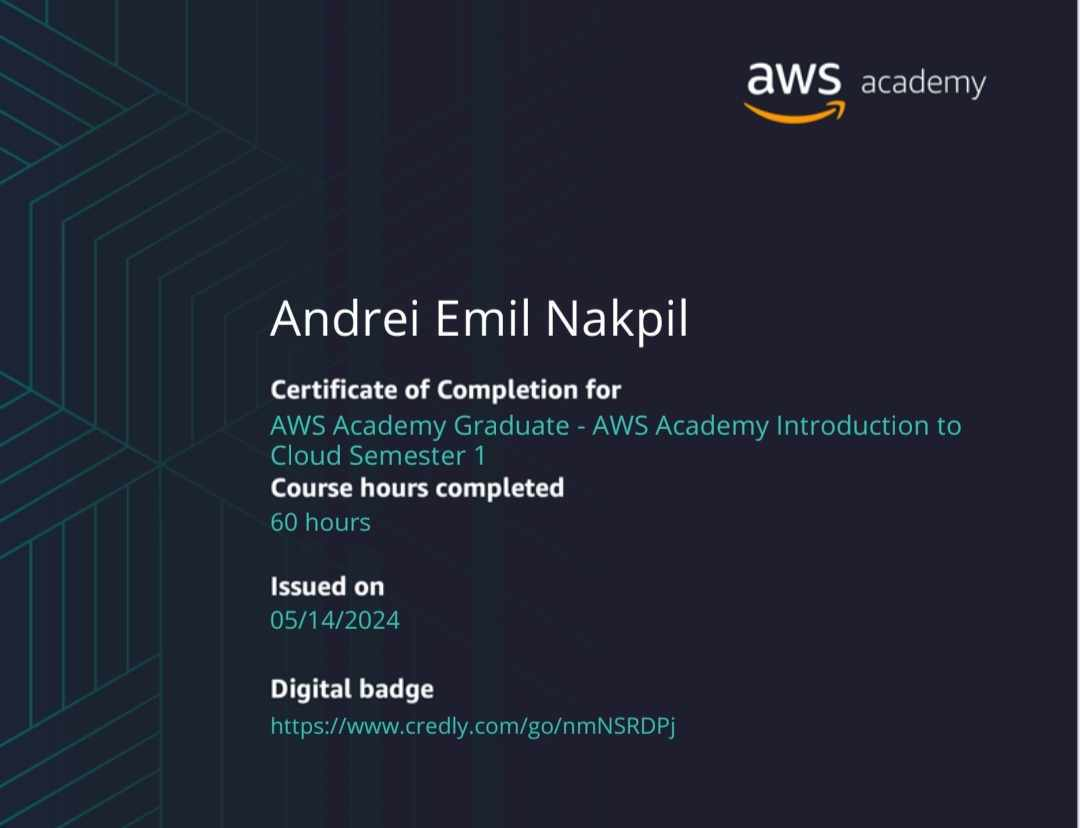 aws academy
Andrei Emil Nakpil
Certificate of Completion for
AWS Academy Graduate - AWS Academy Introduction to
Cloud Semester 1
Course hours completed
60 hours
Issued on
05/14/2024
Digital badge
https://www.credly.com/go/nmNSRDPj